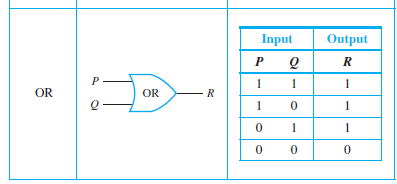 OR
P
Q
OR
R
Input Output
P Q R
1 1 1
1 0 1
0 1 1
0 0 0